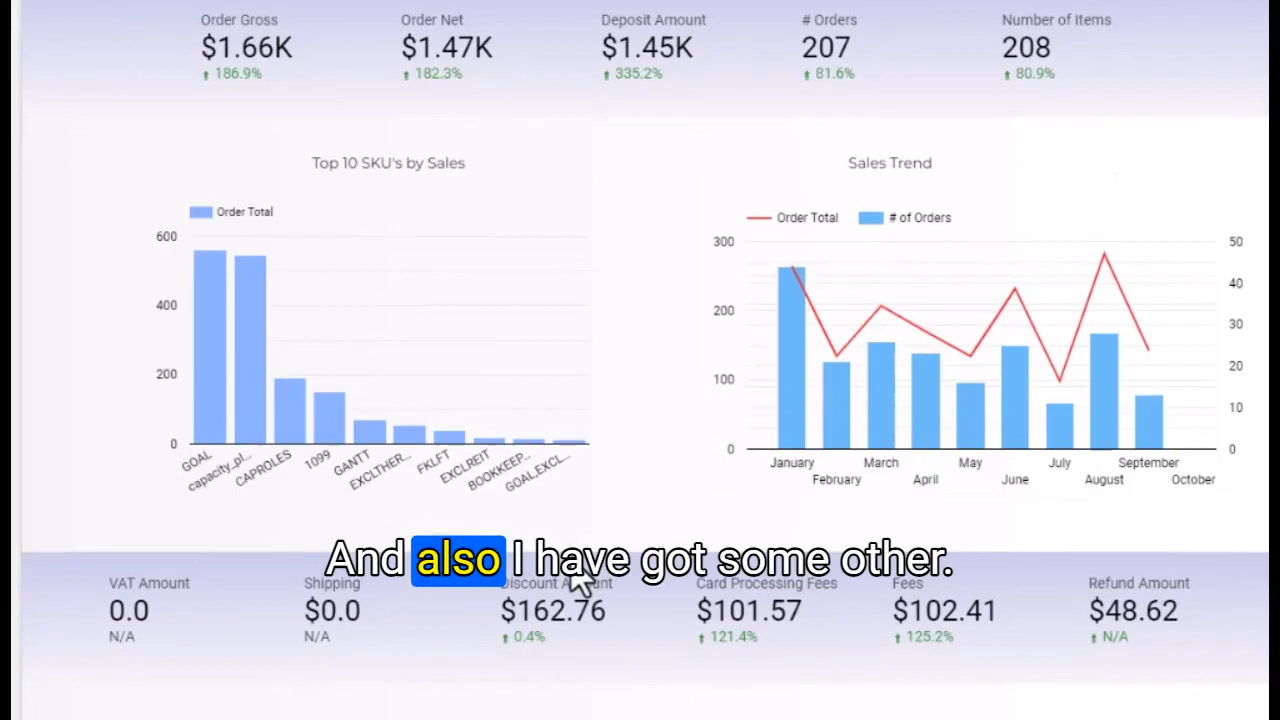 Order Gross Order Net Deposit Amount # Orders Number of Items
$1.66K $1.47K $1.45K 207 208
186.9% 182.3% 335.2% 81.6% 80.9%
Top 10 SKU's by Sales
Order Total
600
400
200
0
GOAL capacity_pl... CAPROLES 1099 GANTT EXCLTHER... FKLFT EXCLREIT BOOKKEEP... GOAL,EXCL...
Sales Trend
Order Total # of Orders
300 50
40
200 30
20
100
10
0 0
January March May July September
February April June August October
And also I have got some other.
VAT Amount Shipping Discount Card Processing Fees Fees Refund Amount
0.0 $0.0 $162.76 $101.57 $102.41 $48.62
N/A N/A 0.4% 121.4% 125.2% N/A